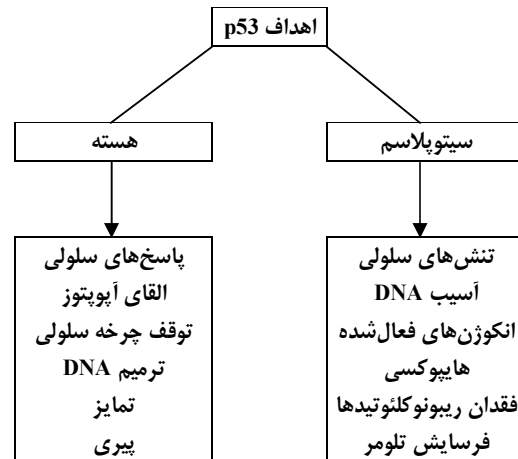 اهداف p53
سیتوپلاسم
هسته
تنش‌های سلولی
آسیب DNA
انکوژن‌های فعال‌شده
هایپوکسی
فقدان ریبونوکلئوتیدها
فرسایش تلومر
پاسخ‌های سلولی
القای آپوپتوز
توقف چرخه سلولی
ترمیم DNA
تمایز
پیری